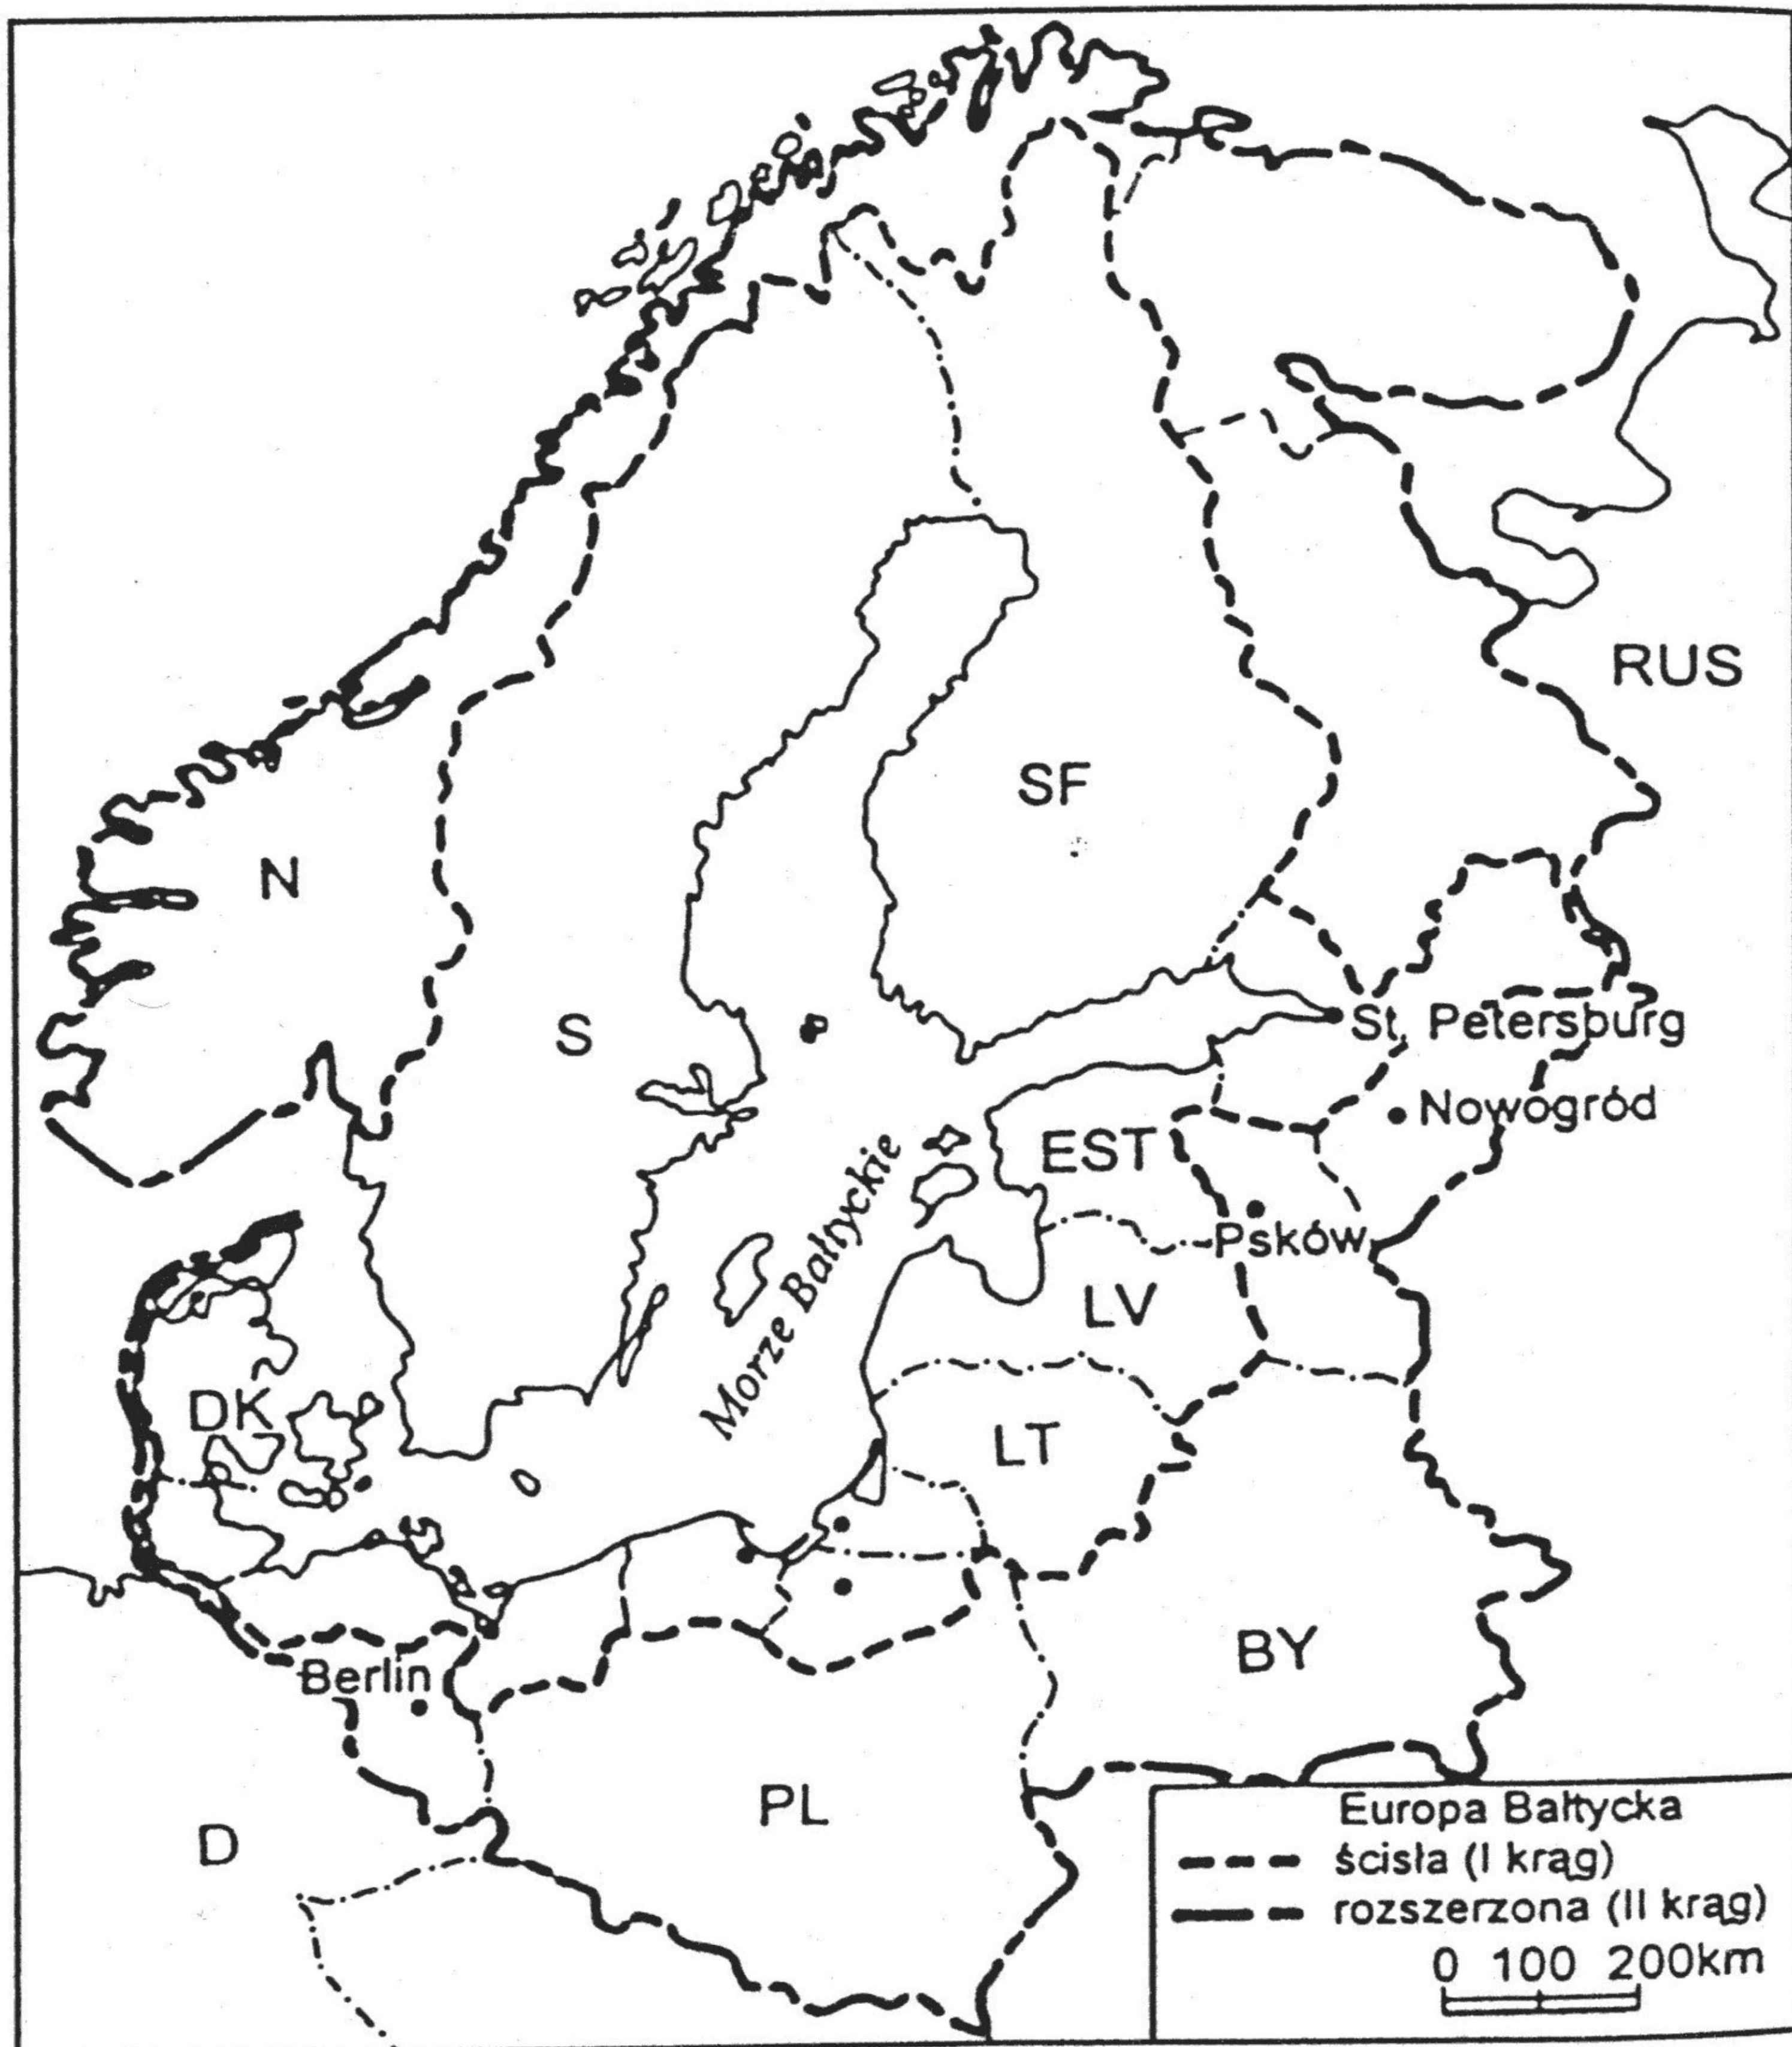 RUS
SF
N
S
St. Petersburg
Nowogród
EST
Psków
Morze Bałtyckie
LV
DK
LT
BY
Berlin
PL
D
Europa Bałtycka
ścisła (I krąg)
rozszerzona (II krąg)
0 100 200km